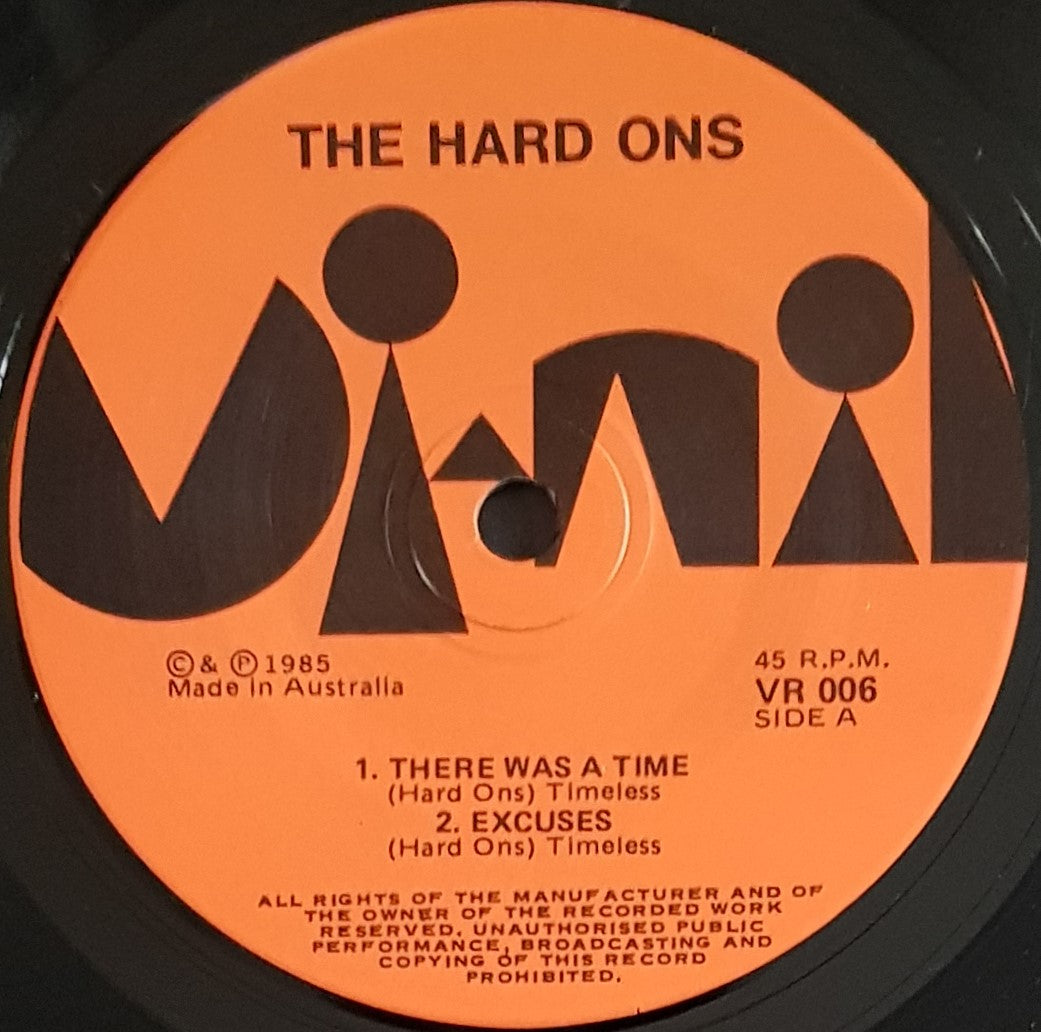 THE HARD ONS
ViNil
©& ℗ 1985
Made in Australia
45 R.P.M.
VR 006
SIDE A
1. THERE WAS A TIME
(Hard Ons) Timeless
2. EXCUSES
(Hard Ons) Timeless
ALL RIGHTS OF THE MANUFACTURER AND OF
THE OWNER OF THE RECORDED WORK
RESERVED. UNAUTHORISED PUBLIC
PERFORMANCE, BROADCASTING AND
COPYING OF THIS RECORD
PROHIBITED.